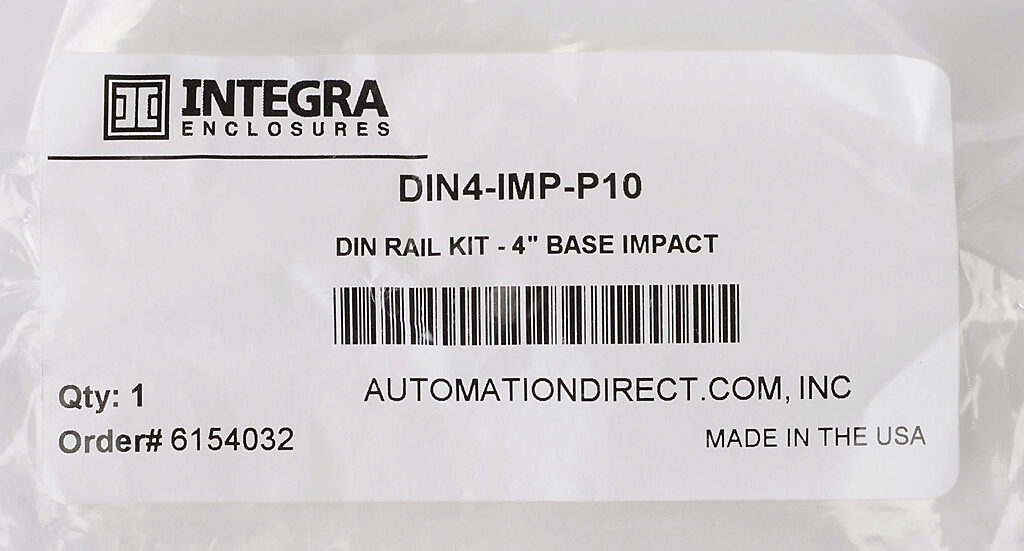 INTEGRA
ENCLOSURES
DIN4-IMP-P10
DIN RAIL KIT - 4" BASE IMPACT
AUTOMATIONDIRECT.COM, INC
Qty: 1
Order# 6154032
MADE IN THE USA